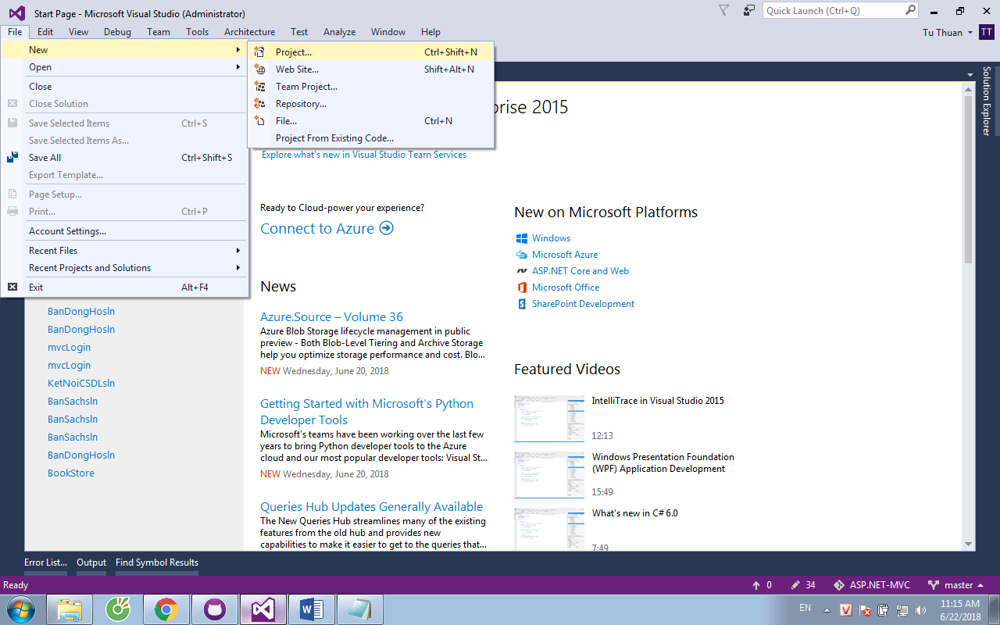 Start Page - Microsoft Visual Studio (Administrator)
Quick Launch (Ctrl+Q)
File Edit View Debug Team Tools Architecture Test Analyze Window Help
Tu Thuan
TT
New
Open
Close
Close Solution
Save Selected Items Ctrl+S
Save Selected Items As...
Save All Ctrl+Shift+S
Export Template...
Page Setup...
Print... Ctrl+P
Account Settings...
Recent Files
Recent Projects and Solutions
Exit Alt+F4
Project... Ctrl+Shift+N
Web Site... Shift+Alt+N
Team Project...
Repository...
File... Ctrl+N
Project From Existing Code...
Solution Explorer
2015
Explore what's new in Visual Studio Team Services
Ready to Cloud-power your experience?
Connect to Azure
BanDongHosln
BanDongHosln
mvcLogin
mvcLogin
KetNoiCSDLsln
BanSachsln
BanSachsln
BanSachsln
BanDongHosln
BookStore
News
Azure.Source – Volume 36
Azure Blob Storage lifecycle management in public
preview - Both Blob-Level Tiering and Archive Storage
help you optimize storage performance and cost. Blo...
NEW Wednesday, June 20, 2018
Getting Started with Microsoft's Python
Developer Tools
Microsoft's teams have been working over the last few
years to bring Python developer tools to the Azure
cloud and our most popular developer tools: Visual St...
NEW Wednesday, June 20, 2018
Queries Hub Updates Generally Available
The New Queries Hub streamlines many of the existing
features from the old hub and provides new
capabilities to make it easier to get to the queries that...
New on Microsoft Platforms
Windows
Microsoft Azure
ASP.NET Core and Web
Microsoft Office
SharePoint Development
Featured Videos
IntelliTrace in Visual Studio 2015
12:13
Windows Presentation Foundation
(WPF) Application Development
15:49
What's new in C# 6.0
7:49
Error List... Output Find Symbol Results
Ready
0 34 ASP.NET-MVC master
EN
11:15 AM
6/22/2018